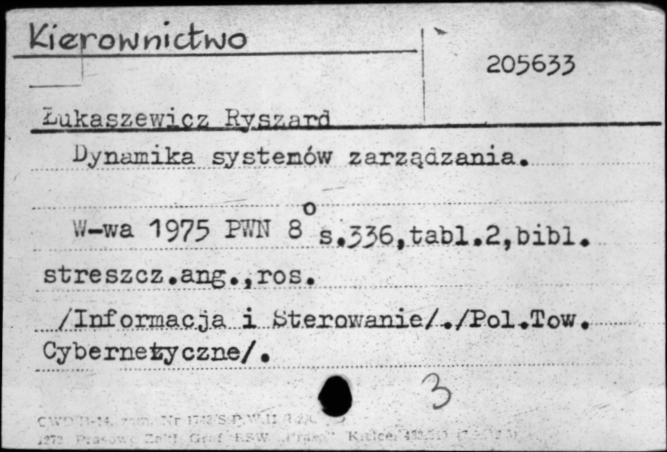 Kierownictwo
205633
Łukaszewicz Ryszard
Dynamika systemów zarządzania.
W-wa 1975 PWN 8° s.336,tabl.2,bibl.
streszcz.ang.,ros.
/Informacja i Sterowanie/./Pol.Tow.
Cybernetyczne/.
3